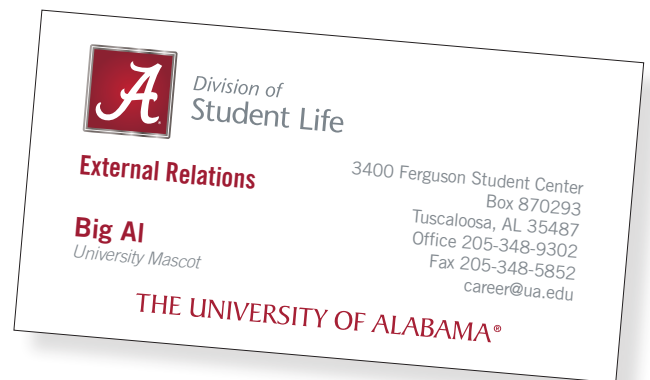 A
Division of
Student Life
External Relations
Big Al
University Mascot
3400 Ferguson Student Center
Box 870293
Tuscaloosa, AL 35487
Office 205-348-9302
Fax 205-348-5852
career@ua.edu
THE UNIVERSITY OF ALABAMA®